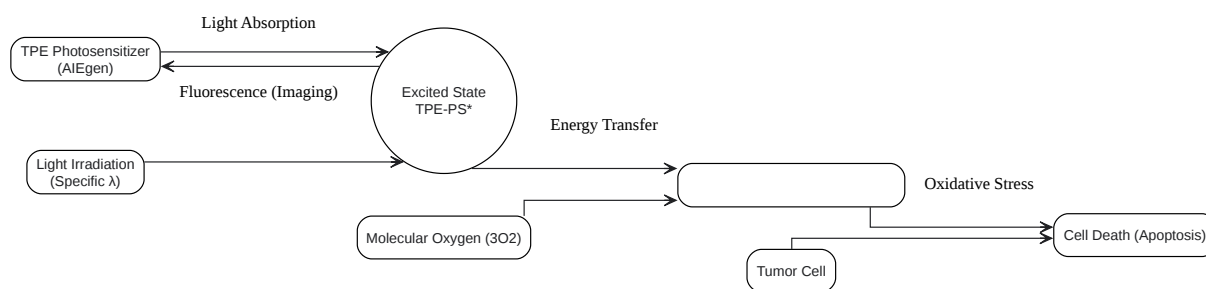 Light Absorption
TPE Photosensitizer
(AIEgen)
Fluorescence (Imaging)
Excited State
TPE-PS*
Energy Transfer
Light Irradiation
(Specific λ)
Oxidative Stress
Molecular Oxygen (3O2)
Cell Death (Apoptosis)
Tumor Cell